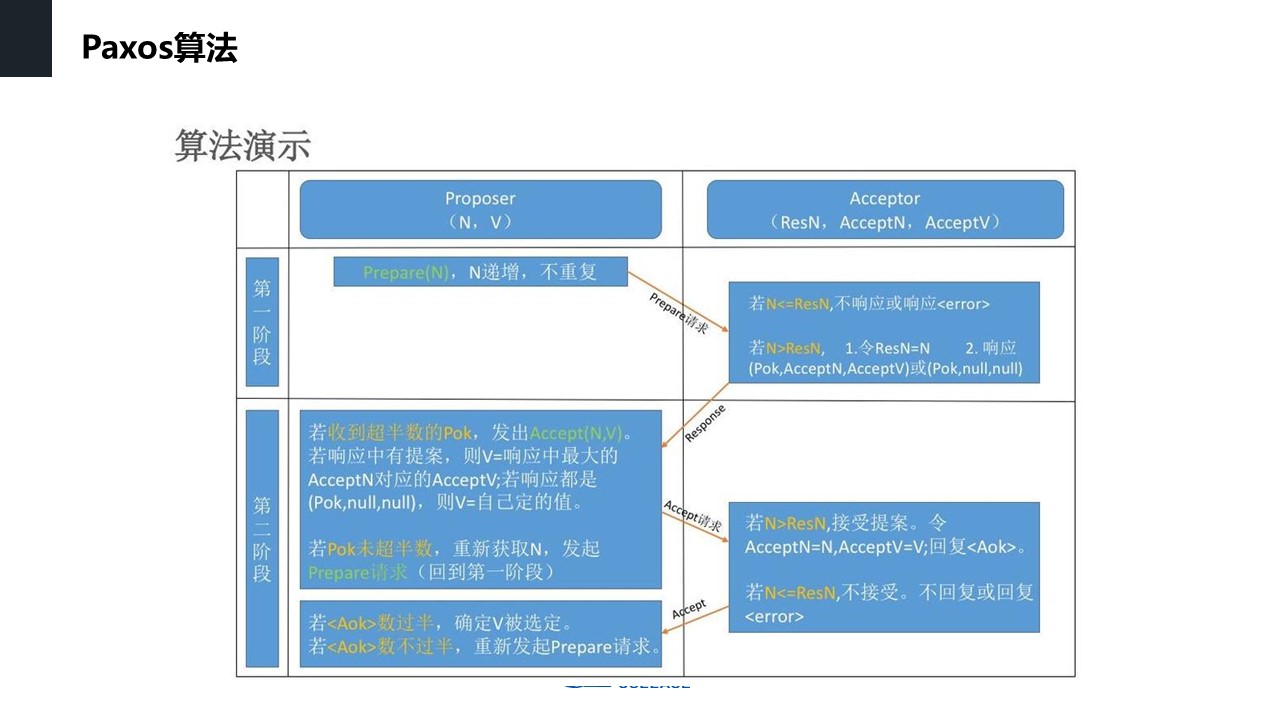 Paxos算法
算法演示
Proposer
（N，V）
Acceptor
（ResN，AcceptN，AcceptV）
第一阶段
Prepare(N)，N递增，不重复
Prepare请求
若N<=ResN,不响应或响应<error>
若N>ResN, 1.令ResN=N 2. 响应
(Pok,AcceptN,AcceptV)或(Pok,null,null)
Response
第二阶段
若收到超半数的Pok，发出Accept(N,V)。
若响应中有提案，则V=响应中最大的
AcceptN对应的AcceptV;若响应都是
(Pok,null,null)，则V=自己定的值。
若Pok未超半数，重新获取N，发起
Prepare请求（回到第一阶段）
Accept请求
若N>ResN,接受提案。令
AcceptN=N,AcceptV=V;回复<Aok>。
若N<=ResN,不接受。不回复或回复
<error>
Accept
若<Aok>数过半，确定V被选定。
若<Aok>数不过半，重新发起Prepare请求。